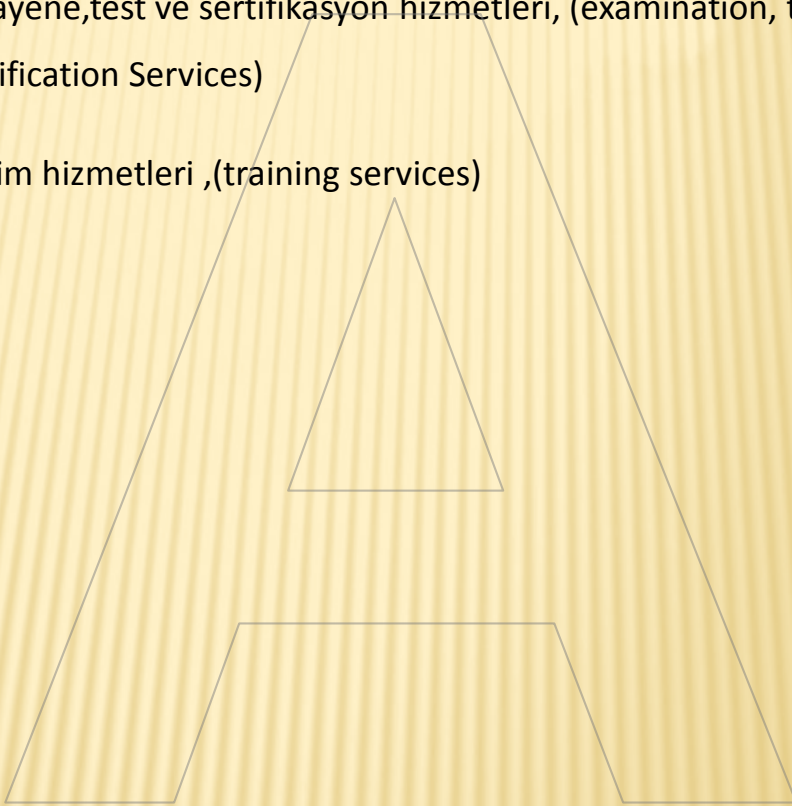 ayene,test ve sertifikasyon hizmetleri, (examination, t
ification Services)
im hizmetleri ,(training services)
A